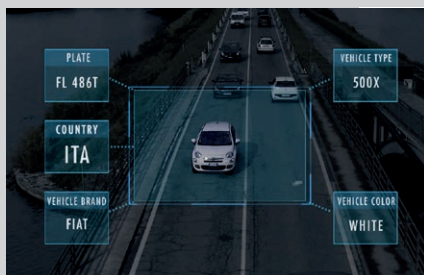 PLATE
FL 486T
VEHICLE TYPE
500X
COUNTRY
ITA
VEHICLE BRAND
FIAT
VEHICLE COLOR
WHITE